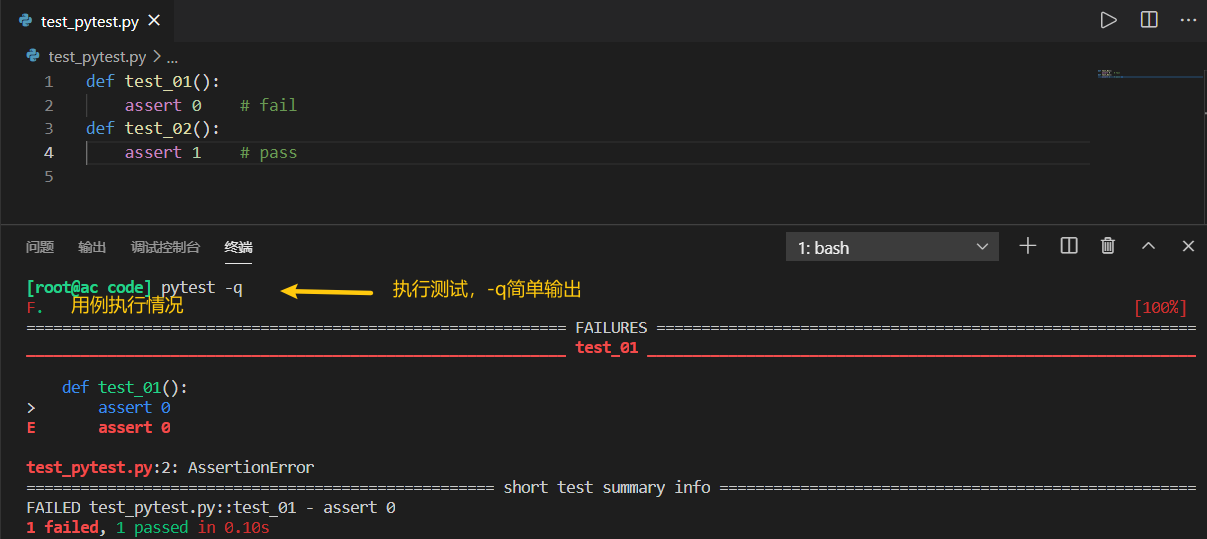 test_pytest.py
test_pytest.py > ...
1 def test_01():
2     assert 0    # fail
3 def test_02():
4     assert 1    # pass
5
问题 输出 调试控制台 终端 1: bash
[root@ac code] pytest -q 执行测试，-q简单输出
F. 用例执行情况 [100%]
============================================================ FAILURES ============================================================
____________________________________________________________ test_01 _____________________________________________________________
    def test_01():
>       assert 0
E       assert 0
test_pytest.py:2: AssertionError
==================================================== short test summary info =====================================================
FAILED test_pytest.py::test_01 - assert 0
1 failed, 1 passed in 0.10s